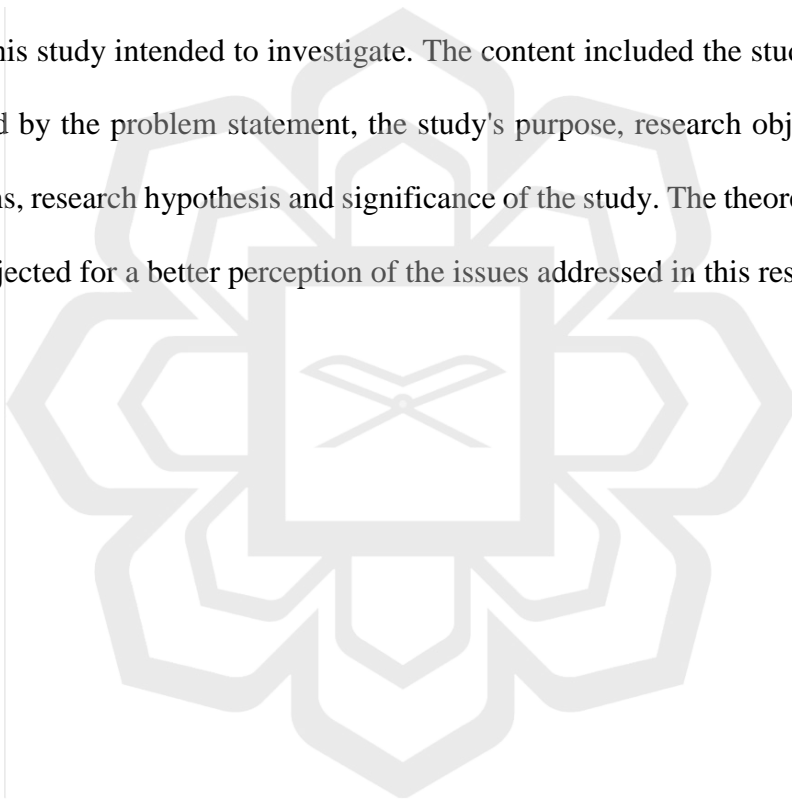 his study intended to investigate. The content included the stud
d by the problem statement, the study's purpose, research obj
ns, research hypothesis and significance of the study. The theore
jected for a better perception of the issues addressed in this res